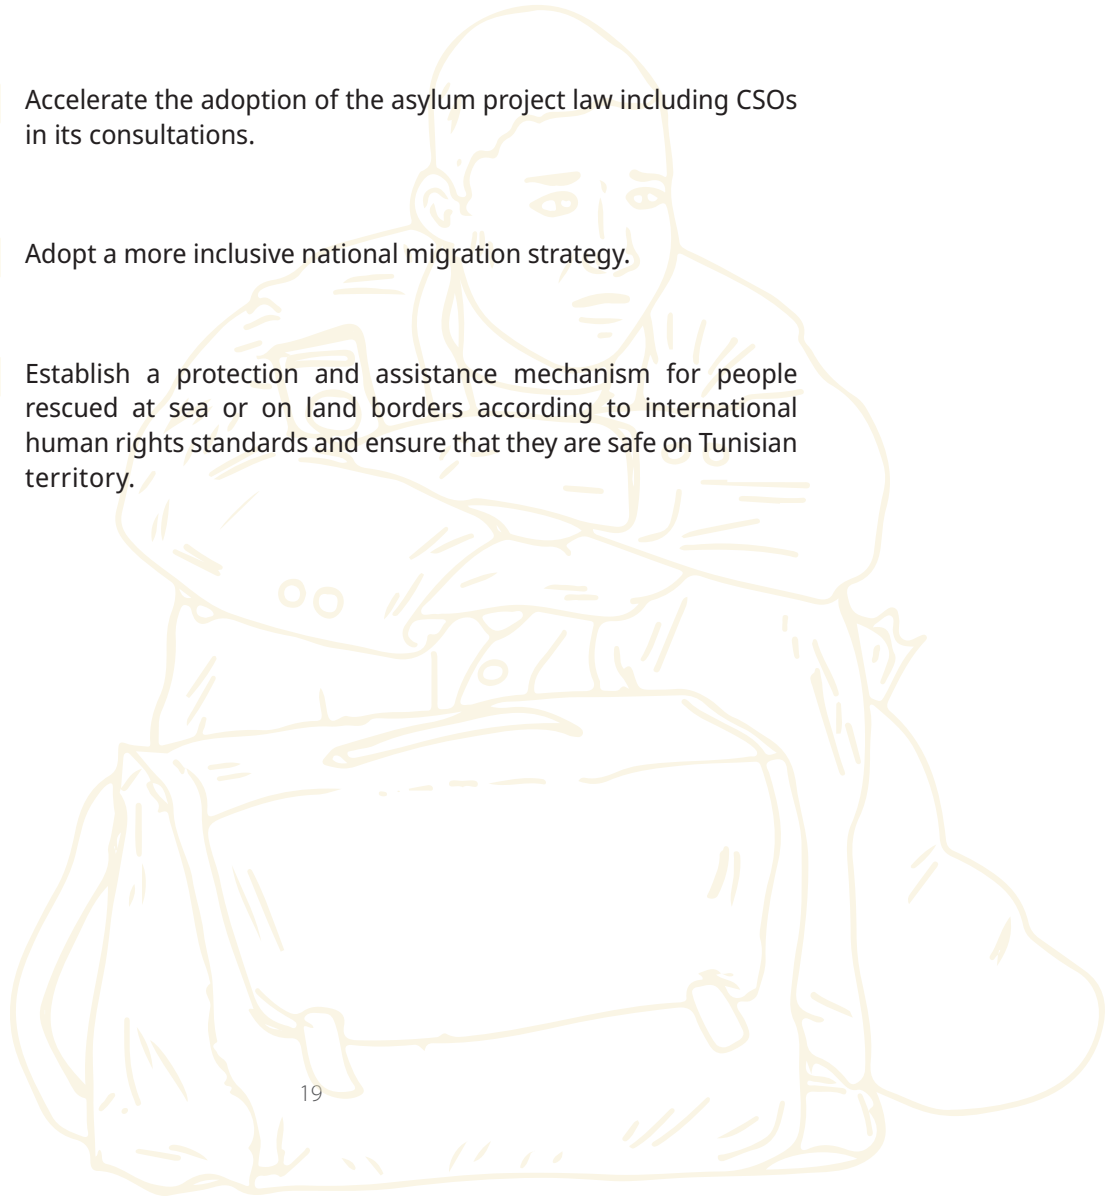 Accelerate the adoption of the asylum project law including CSOs
in its consultations.
Adopt a more inclusive national migration strategy.
Establish a protection and assistance mechanism for people
rescued at sea or on land borders according to international
human rights standards and ensure that they are safe on Tunisian
territory.
19